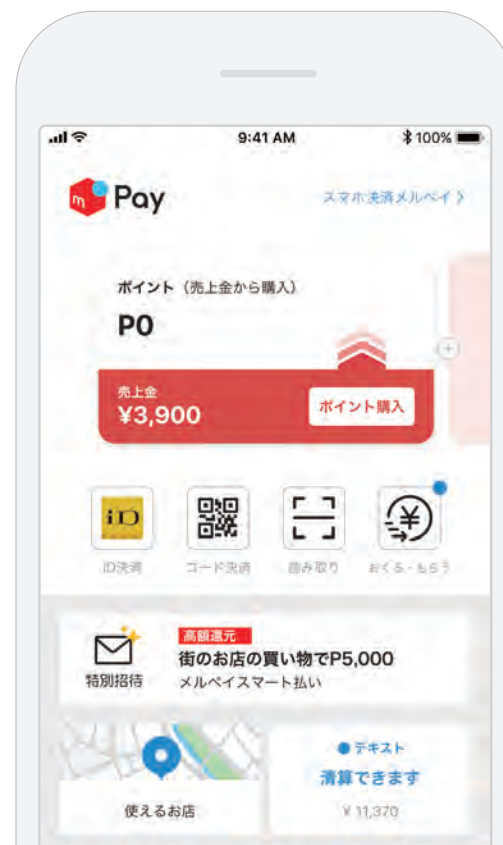 9:41 AM
100%
m Pay
スマホ決済メルペイ
ポイント（売上金から購入）
P0
売上金
¥3,900
ポイント購入
iD
iD決済
コード決済
読み取り
おくる・もらう
高額還元
街のお店の買い物でP5,000
特別招待
メルペイスマート払い
テキスト
清算できます
使えるお店
¥ 11,370